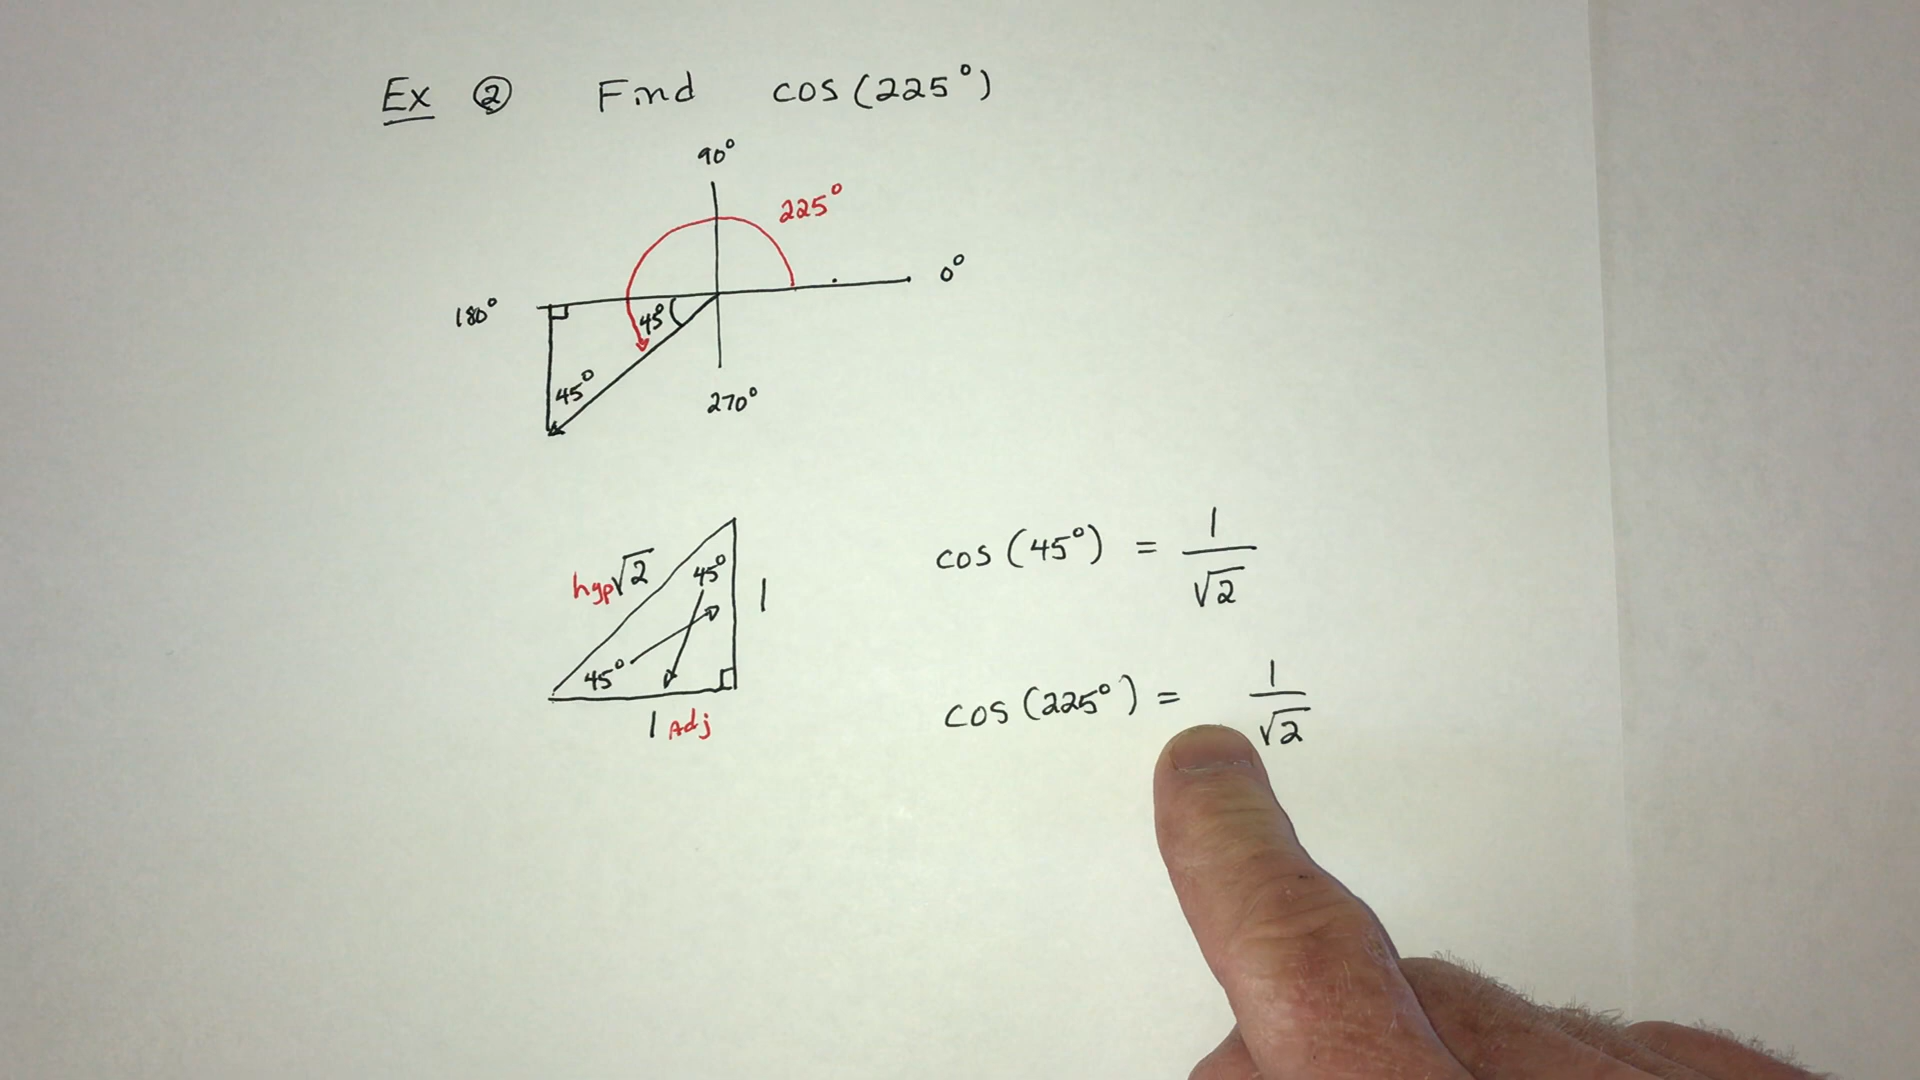 Ex ② Find cos(225°)
90°
225°
0°
180°
45°
45°
270°
hyp √2
45°
1
45°
1 Adj
cos(45°) = 1/√2
cos(225°) = 1/√2